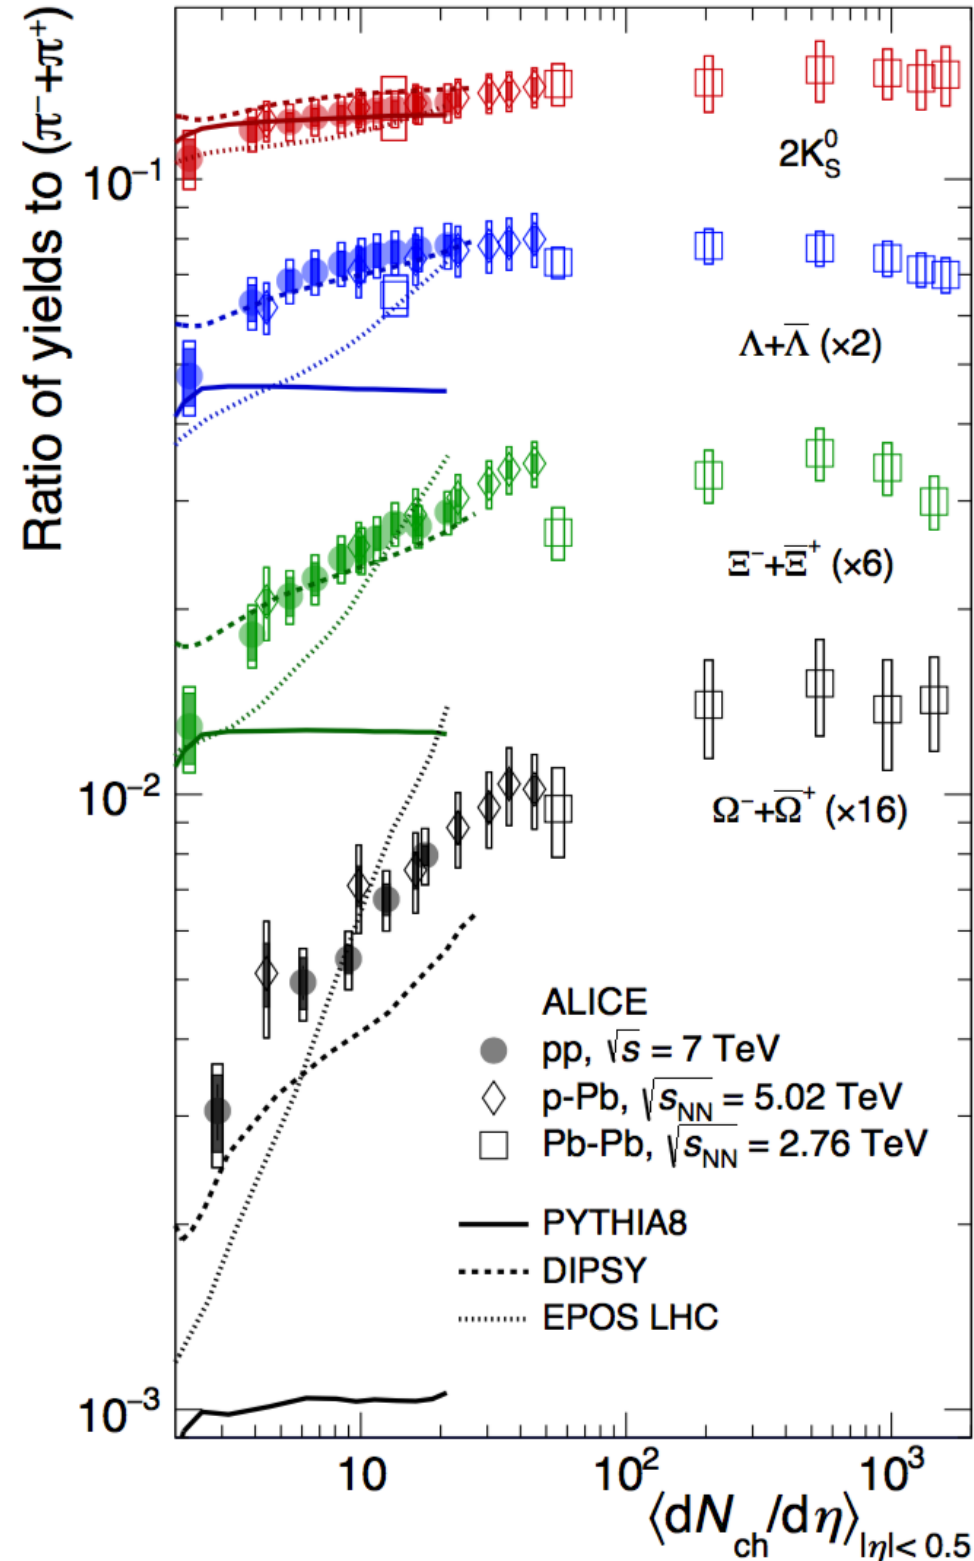 Ratio of yields to (π⁻+π⁺)
10⁻¹
10⁻²
10⁻³
2K⁰S
Λ+Λ̅ (×2)
Ξ⁻+Ξ̅⁺ (×6)
Ω⁻+Ω̅⁺ (×16)
ALICE
pp, √s = 7 TeV
p-Pb, √sNN = 5.02 TeV
Pb-Pb, √sNN = 2.76 TeV
PYTHIA8
DIPSY
EPOS LHC
10 10² 10³
⟨dNch/dη⟩|η|< 0.5